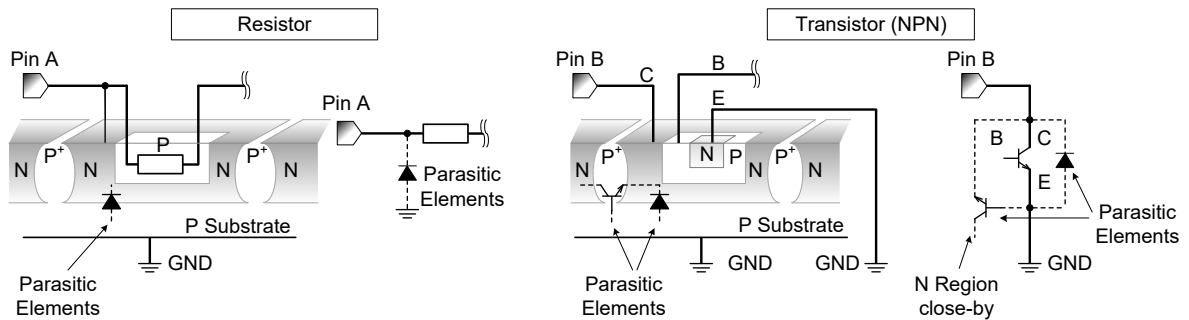 Resistor
Transistor (NPN)
Pin A
Pin A
N
P+
N
P
N
P+
N
Parasitic
Elements
P Substrate
GND
Parasitic
Elements
Pin B
C
B
E
N
P+
N
N
P
N
P+
N
P Substrate
GND
GND
Parasitic
Elements
Pin B
B
C
E
Parasitic
Elements
GND
N Region
close-by